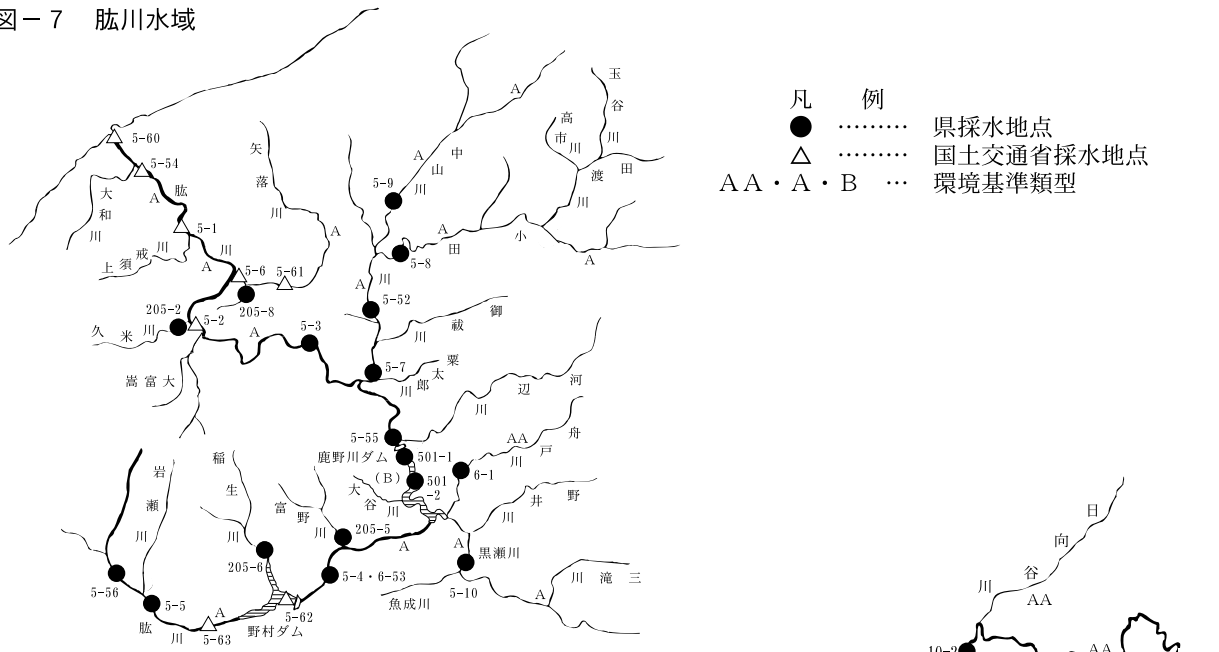 図－７　肱川水域
凡　例
● ……… 県採水地点
△ ……… 国土交通省採水地点
ＡＡ・Ａ・Ｂ … 環境基準類型
5-60
5-54
肱
川
A
大和川
5-1
上須戒川
A
矢落川
A
5-6
5-61
205-8
205-2
5-2
久米川
嵩富大
A
5-3
玉谷川
A
高市川
田渡川
中山川
A
5-9
小田川
A
A
5-8
A
5-52
御祓川
5-7
粟太郎川
河辺川
5-55
鹿野川ダム
501-1
(B)
501
-2
舟戸川
AA
6-1
大谷川
野井川
岩瀬川
稲生川
富野川
205-5
A
205-6
A
黒瀬川
5-10
魚成川
三滝川
A
5-4・6-53
5-56
5-5
肱川
A
5-63
5-62
野村ダム
日向谷川
AA
10-2
AA